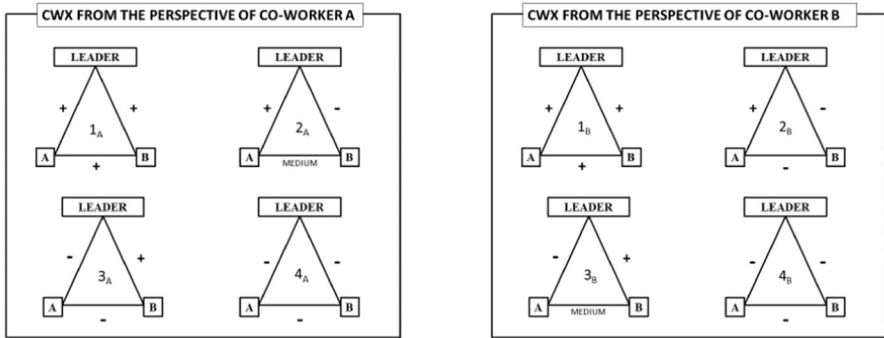 CWX FROM THE PERSPECTIVE OF CO-WORKER A
LEADER
LEADER
+ +
+ -
1A
2A
A B
A B
+
MEDIUM
LEADER
LEADER
- +
- -
3A
4A
A B
A B
-
-
CWX FROM THE PERSPECTIVE OF CO-WORKER B
LEADER
LEADER
+ +
+ -
1B
2B
A B
A B
+
-
LEADER
LEADER
- +
- -
3B
4B
A B
A B
MEDIUM
-